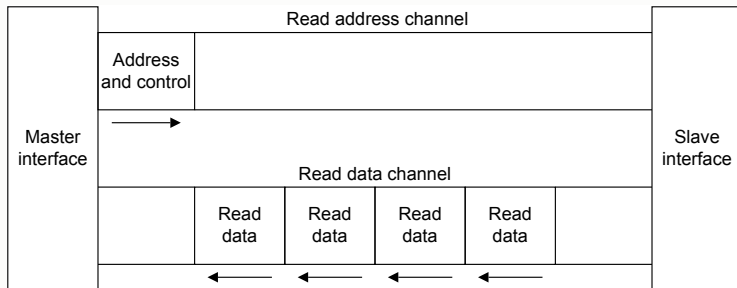 Read address channel
Address
and control
Master
interface
Slave
interface
Read data channel
Read
data
Read
data
Read
data
Read
data